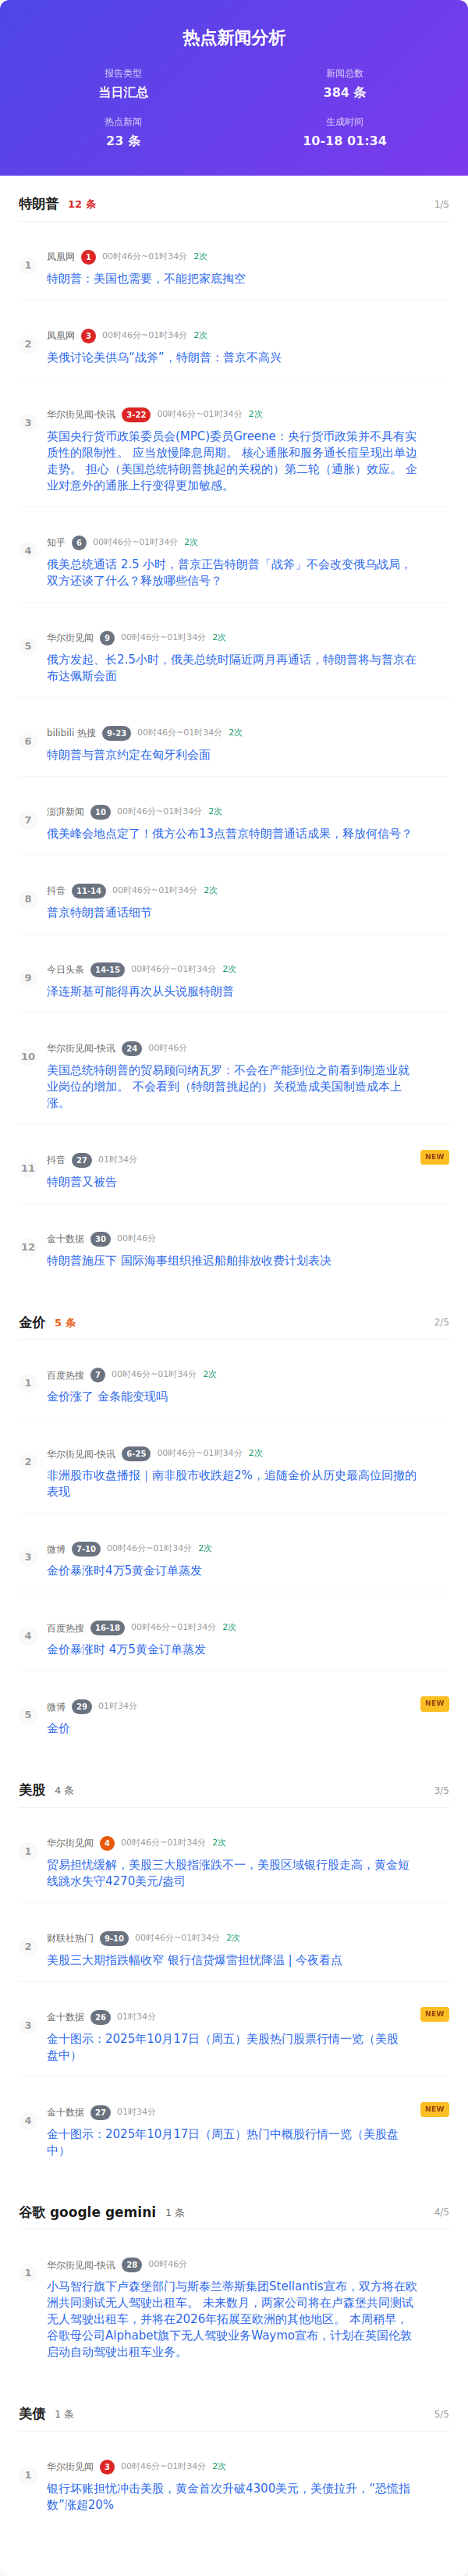 热点新闻分析
报告类型
新闻总数
当日汇总
384 条
热点新闻
生成时间
23 条
10-18 01:34
特朗普 12 条 1/5
1
凤凰网 1 00时46分~01时34分 2次
特朗普：美国也需要，不能把家底掏空
2
凤凰网 3 00时46分~01时34分 2次
美俄讨论美供乌“战斧”，特朗普：普京不高兴
3
华尔街见闻-快讯 3-22 00时46分~01时34分 2次
英国央行货币政策委员会(MPC)委员Greene：央行货币政策并不具有实
质性的限制性。 应当放慢降息周期。 核心通胀和服务通长痘呈现出单边
走势。 担心（美国总统特朗普挑起的关税的）第二轮（通胀）效应。 企
业对意外的通胀上行变得更加敏感。
4
知乎 6 00时46分~01时34分 2次
俄美总统通话 2.5 小时，普京正告特朗普「战斧」不会改变俄乌战局，
双方还谈了什么？释放哪些信号？
5
华尔街见闻 9 00时46分~01时34分 2次
俄方发起、长2.5小时，俄美总统时隔近两月再通话，特朗普将与普京在
布达佩斯会面
6
bilibili 热搜 9-23 00时46分~01时34分 2次
特朗普与普京约定在匈牙利会面
7
澎湃新闻 10 00时46分~01时34分 2次
俄美峰会地点定了！俄方公布13点普京特朗普通话成果，释放何信号？
8
抖音 11-14 00时46分~01时34分 2次
普京特朗普通话细节
9
今日头条 14-15 00时46分~01时34分 2次
泽连斯基可能得再次从头说服特朗普
10
华尔街见闻-快讯 24 00时46分
美国总统特朗普的贸易顾问纳瓦罗：不会在产能到位之前看到制造业就
业岗位的增加。 不会看到（特朗普挑起的）关税造成美国制造成本上
涨。
11
抖音 27 01时34分 NEW
特朗普又被告
12
金十数据 30 00时46分
特朗普施压下 国际海事组织推迟船舶排放收费计划表决
金价 5 条 2/5
1
百度热搜 7 00时46分~01时34分 2次
金价涨了 金条能变现吗
2
华尔街见闻-快讯 6-25 00时46分~01时34分 2次
非洲股市收盘播报｜南非股市收跌超2%，追随金价从历史最高位回撤的
表现
3
微博 7-10 00时46分~01时34分 2次
金价暴涨时4万5黄金订单蒸发
4
百度热搜 16-18 00时46分~01时34分 2次
金价暴涨时 4万5黄金订单蒸发
5
微博 29 01时34分 NEW
金价
美股 4 条 3/5
1
华尔街见闻 4 00时46分~01时34分 2次
贸易担忧缓解，美股三大股指涨跌不一，美股区域银行股走高，黄金短
线跳水失守4270美元/盎司
2
财联社热门 9-10 00时46分~01时34分 2次
美股三大期指跌幅收窄 银行信贷爆雷担忧降温 | 今夜看点
3
金十数据 26 01时34分 NEW
金十图示：2025年10月17日（周五）美股热门股票行情一览（美股
盘中）
4
金十数据 27 01时34分 NEW
金十图示：2025年10月17日（周五）热门中概股行情一览（美股盘
中）
谷歌 google gemini 1 条 4/5
1
华尔街见闻-快讯 28 00时46分
小马智行旗下卢森堡部门与斯泰兰蒂斯集团Stellantis宣布，双方将在欧
洲共同测试无人驾驶出租车。 未来数月，两家公司将在卢森堡共同测试
无人驾驶出租车，并将在2026年拓展至欧洲的其他地区。 本周稍早，
谷歌母公司Alphabet旗下无人驾驶业务Waymo宣布，计划在英国伦敦
启动自动驾驶出租车业务。
美债 1 条 5/5
1
华尔街见闻 3 00时46分~01时34分 2次
银行坏账担忧冲击美股，黄金首次升破4300美元，美债拉升，“恐慌指
数”涨超20%